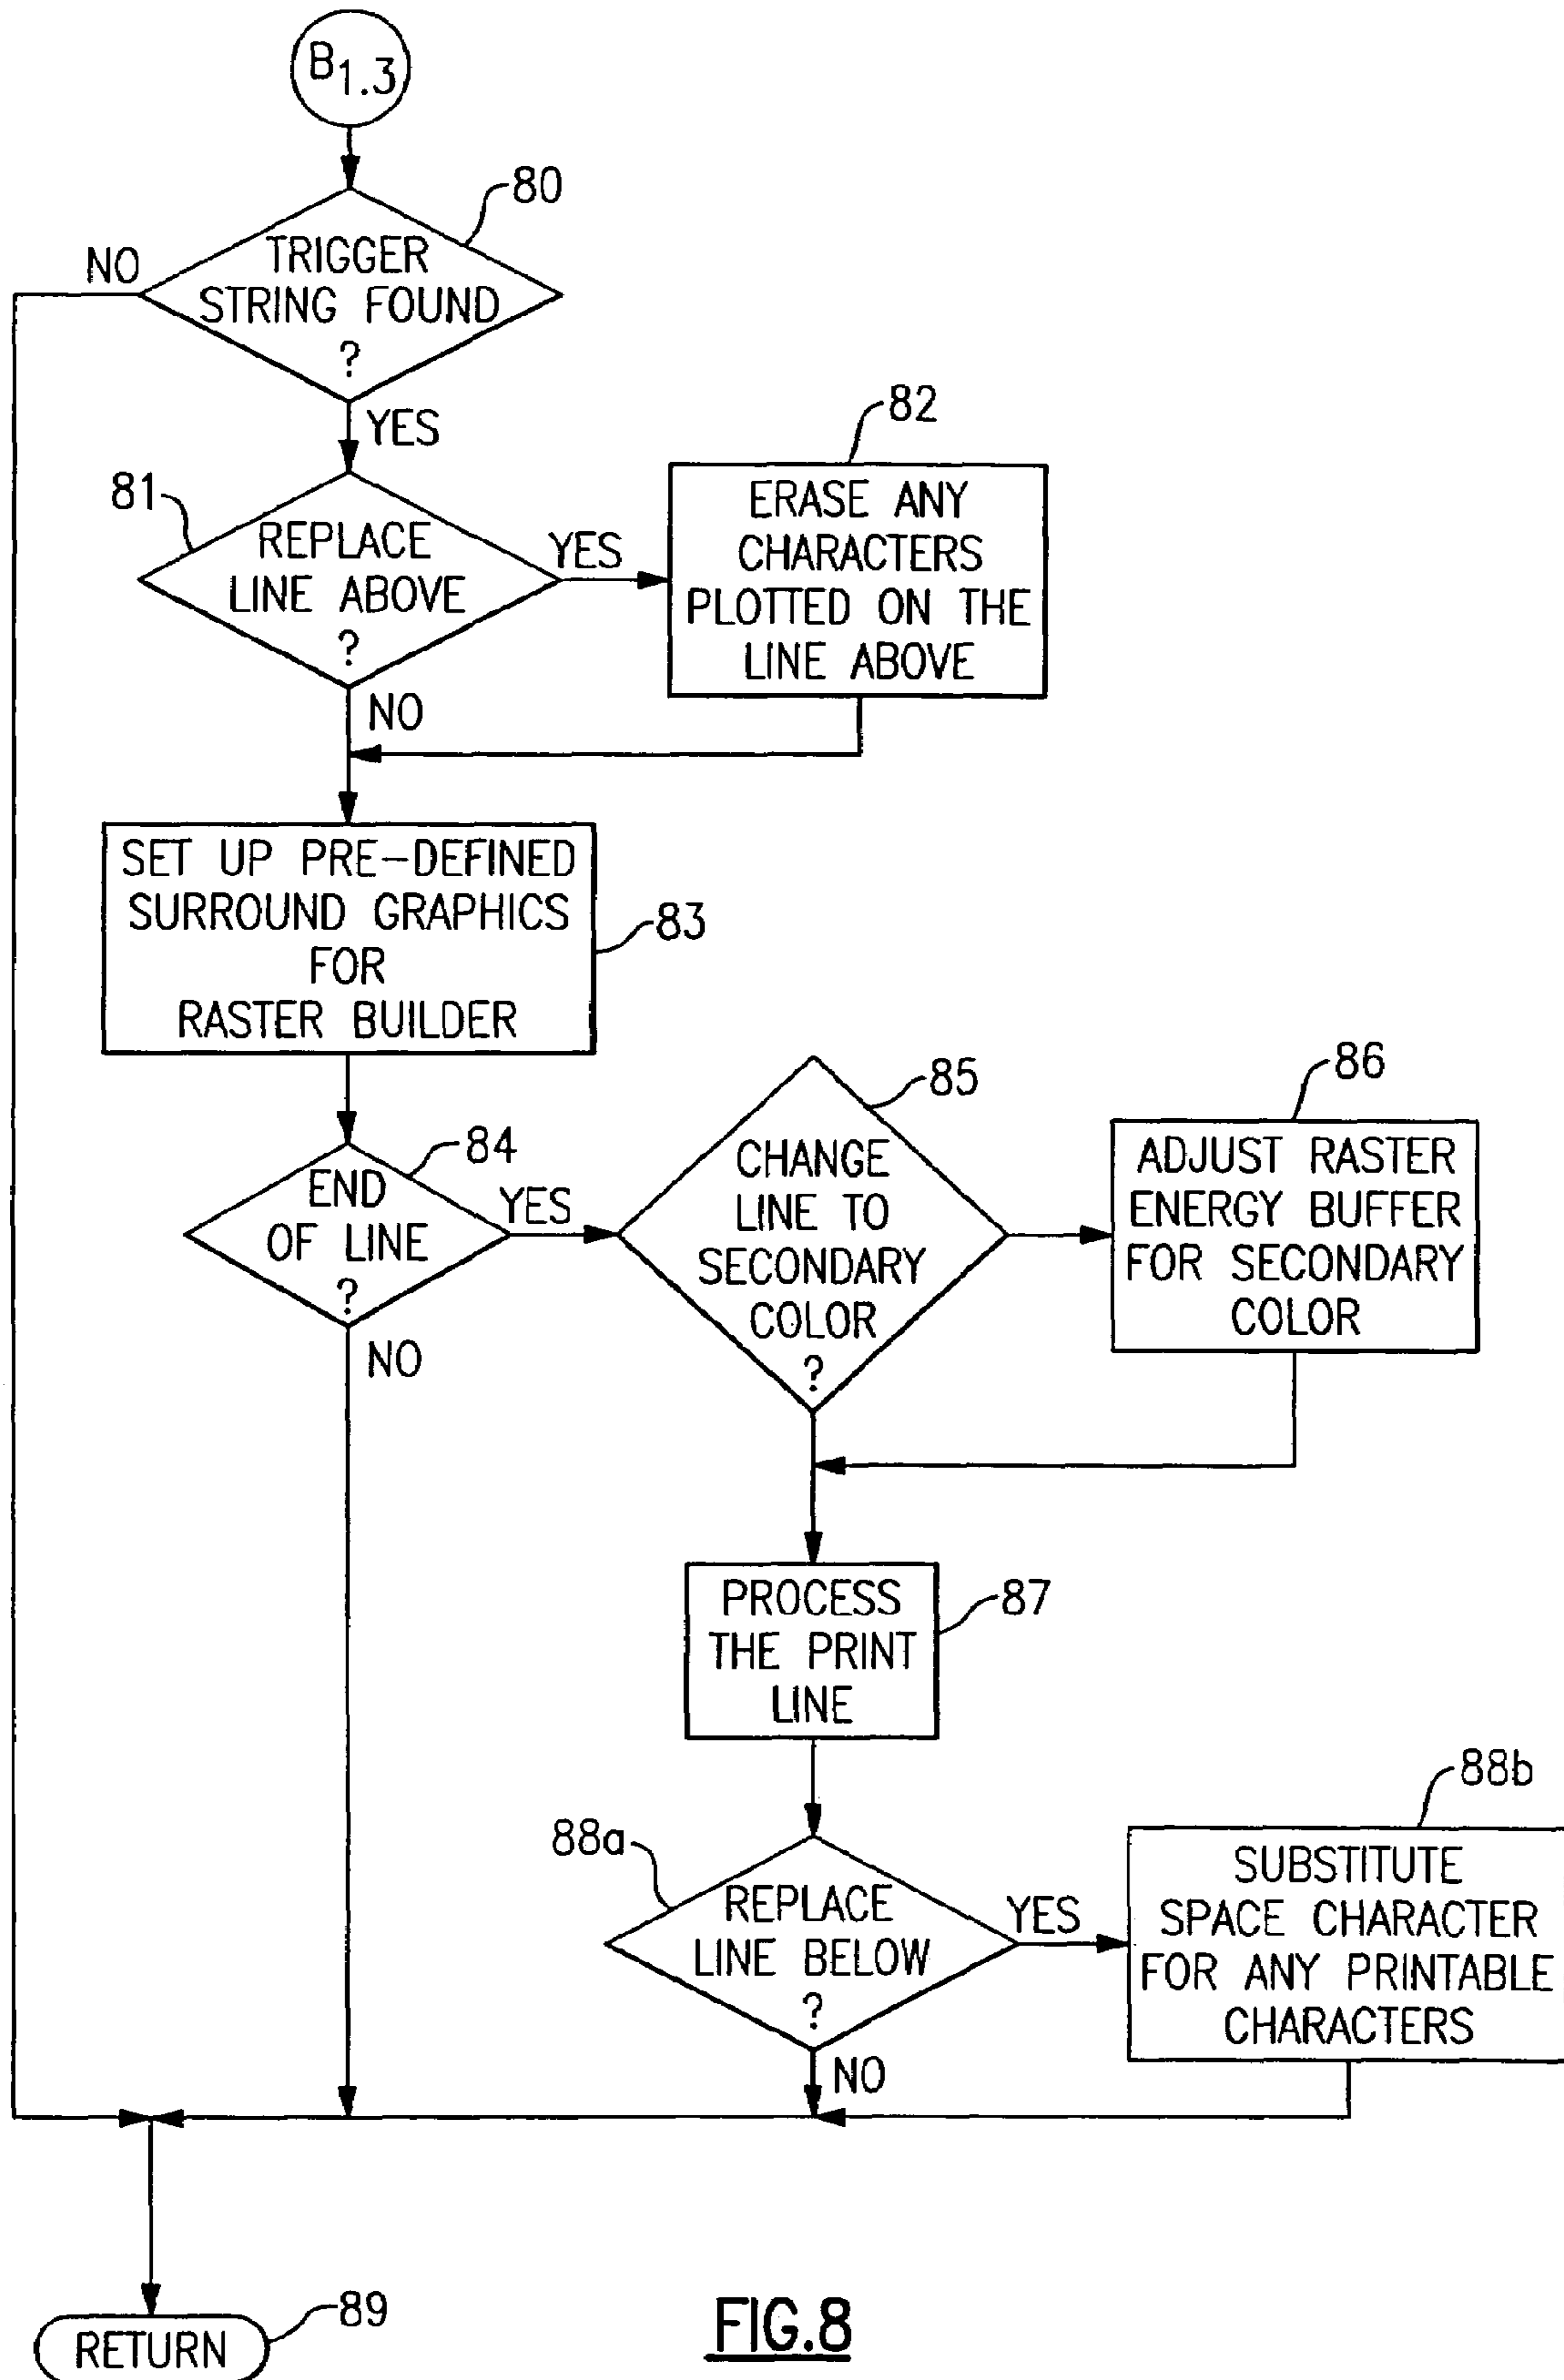 B1.3
80
TRIGGER
STRING FOUND
?
NO
YES
81
REPLACE
LINE ABOVE
?
YES
NO
82
ERASE ANY
CHARACTERS
PLOTTED ON THE
LINE ABOVE
SET UP PRE-DEFINED
SURROUND GRAPHICS
FOR
RASTER BUILDER
83
84
END
OF LINE
?
YES
NO
85
CHANGE
LINE TO
SECONDARY
COLOR
?
86
ADJUST RASTER
ENERGY BUFFER
FOR SECONDARY
COLOR
PROCESS
THE PRINT
LINE
87
88a
REPLACE
LINE BELOW
?
YES
NO
88b
SUBSTITUTE
SPACE CHARACTER
FOR ANY PRINTABLE
CHARACTERS
RETURN
89
FIG.8